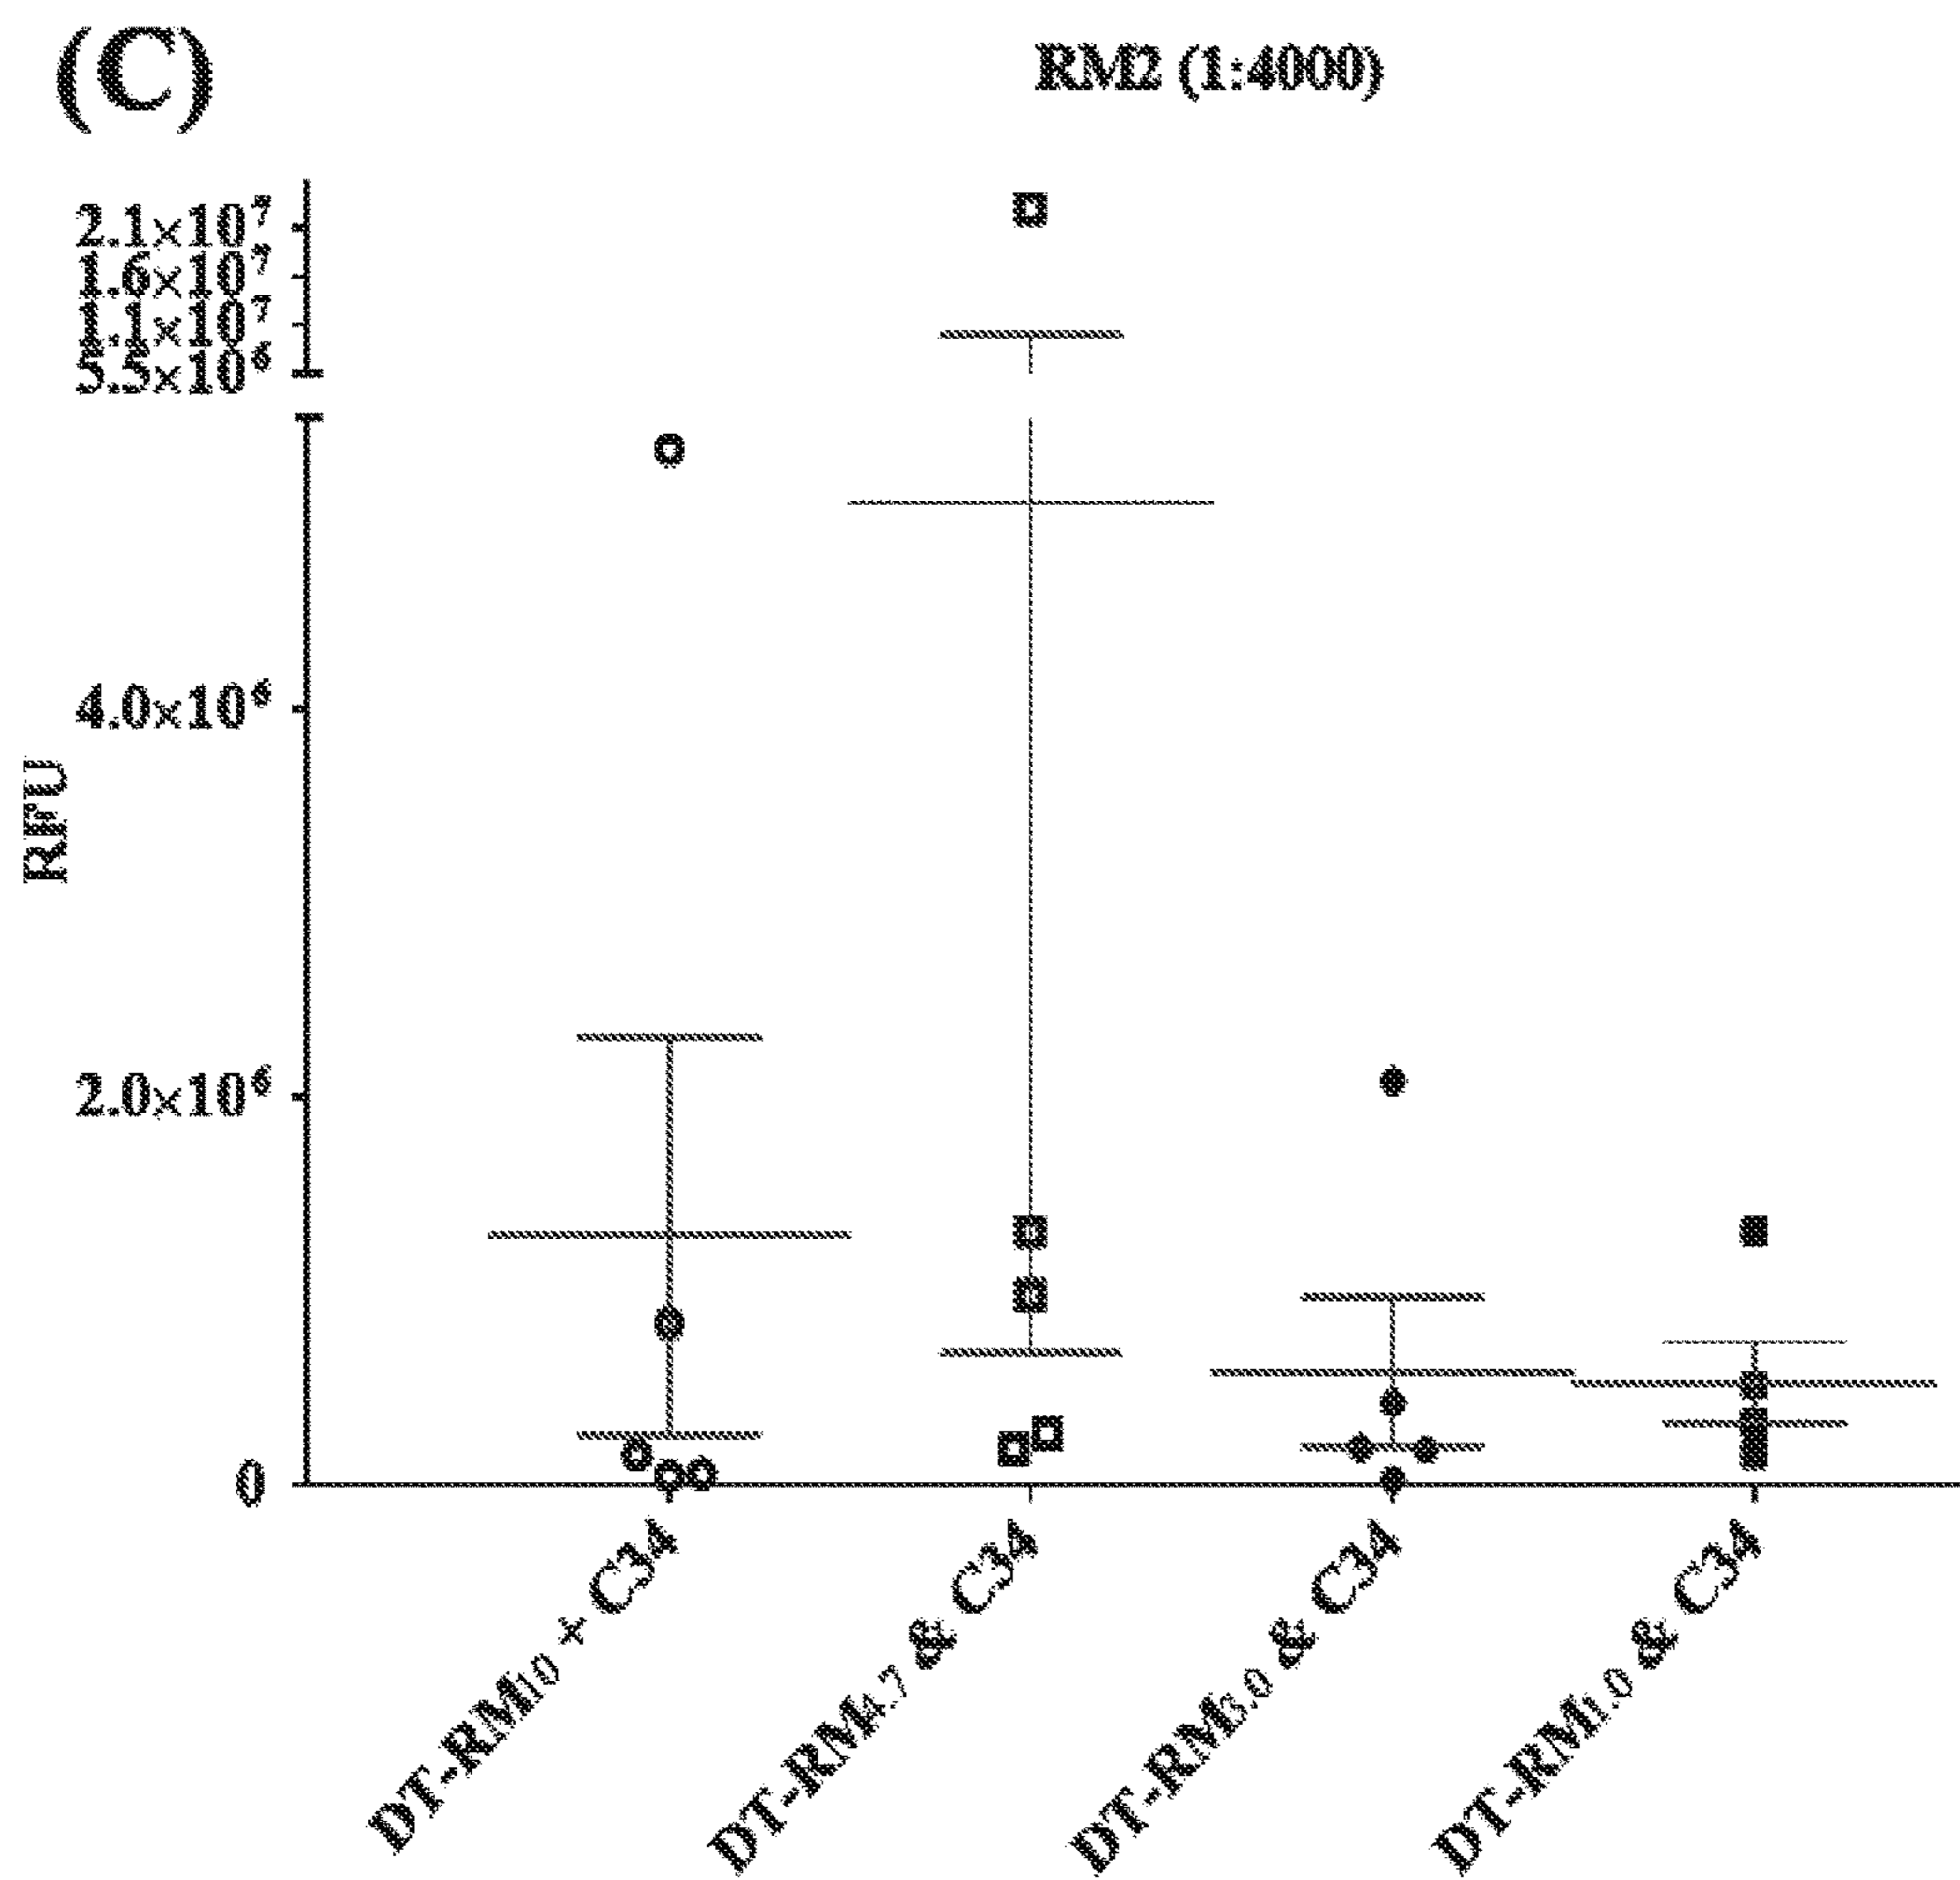 (C)
RM2 (1:4000)
2.1×10⁷
1.6×10⁷
1.1×10⁷
5.5×10⁶
4.0×10⁶
2.0×10⁶
0
RFU
DT-RM₁₀ + C34
DT-RM₄.₇ & C34
DT-RM₃.₀ & C34
DT-RM₁.₀ & C34